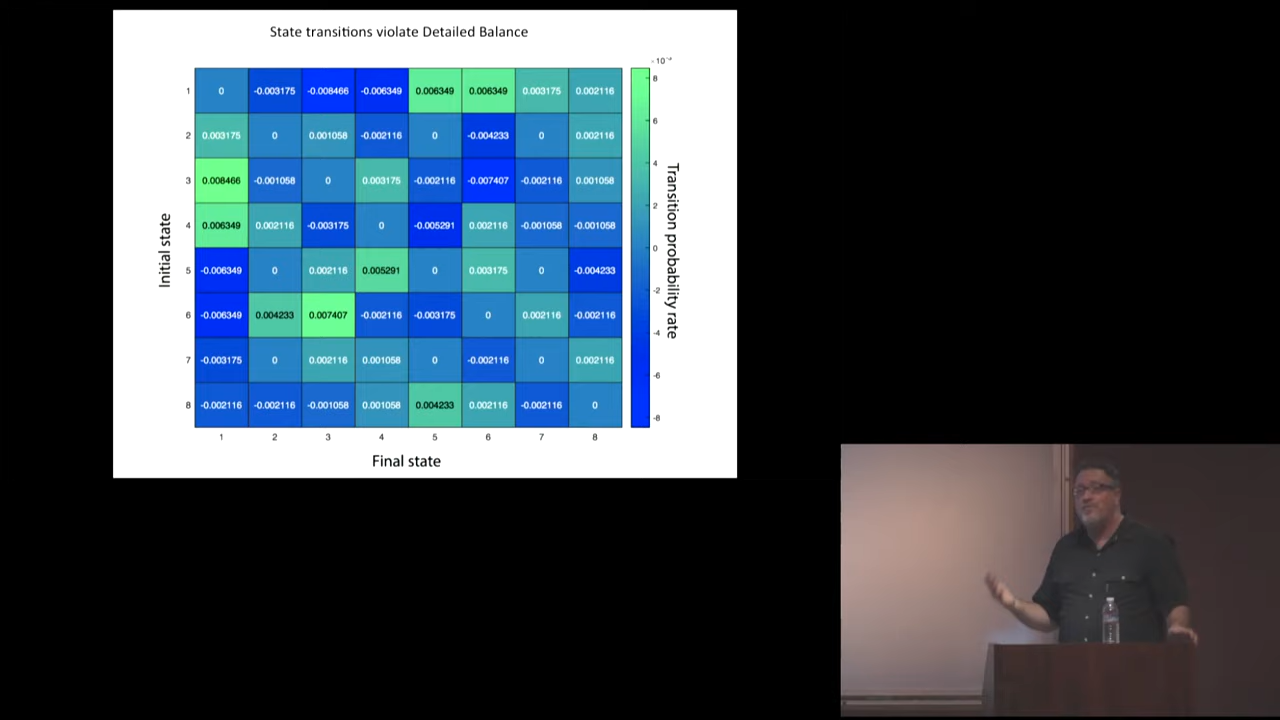 State transitions violate Detailed Balance
8
1 0 -0.003175 -0.008466 -0.006349 0.006349 0.006349 0.003175 0.002116
6
2 0.003175 0 0.001058 -0.002116 0 -0.004233 0 0.002116
4
3 0.008466 -0.001058 0 0.003175 -0.002116 -0.007407 -0.002116 0.001058
2
4 0.006349 0.002116 -0.003175 0 -0.005291 0.002116 -0.001058 -0.001058
0
5 -0.006349 0 0.002116 0.005291 0 0.003175 0 -0.004233
-2
6 -0.006349 0.004233 0.007407 -0.002116 -0.003175 0 0.002116 -0.002116
-4
7 -0.003175 0 0.002116 0.001058 0 -0.002116 0 0.002116
-6
8 -0.002116 -0.002116 -0.001058 0.001058 0.004233 0.002116 -0.002116 0
-8
1 2 3 4 5 6 7 8
Initial state
Final state
Transition probability rate